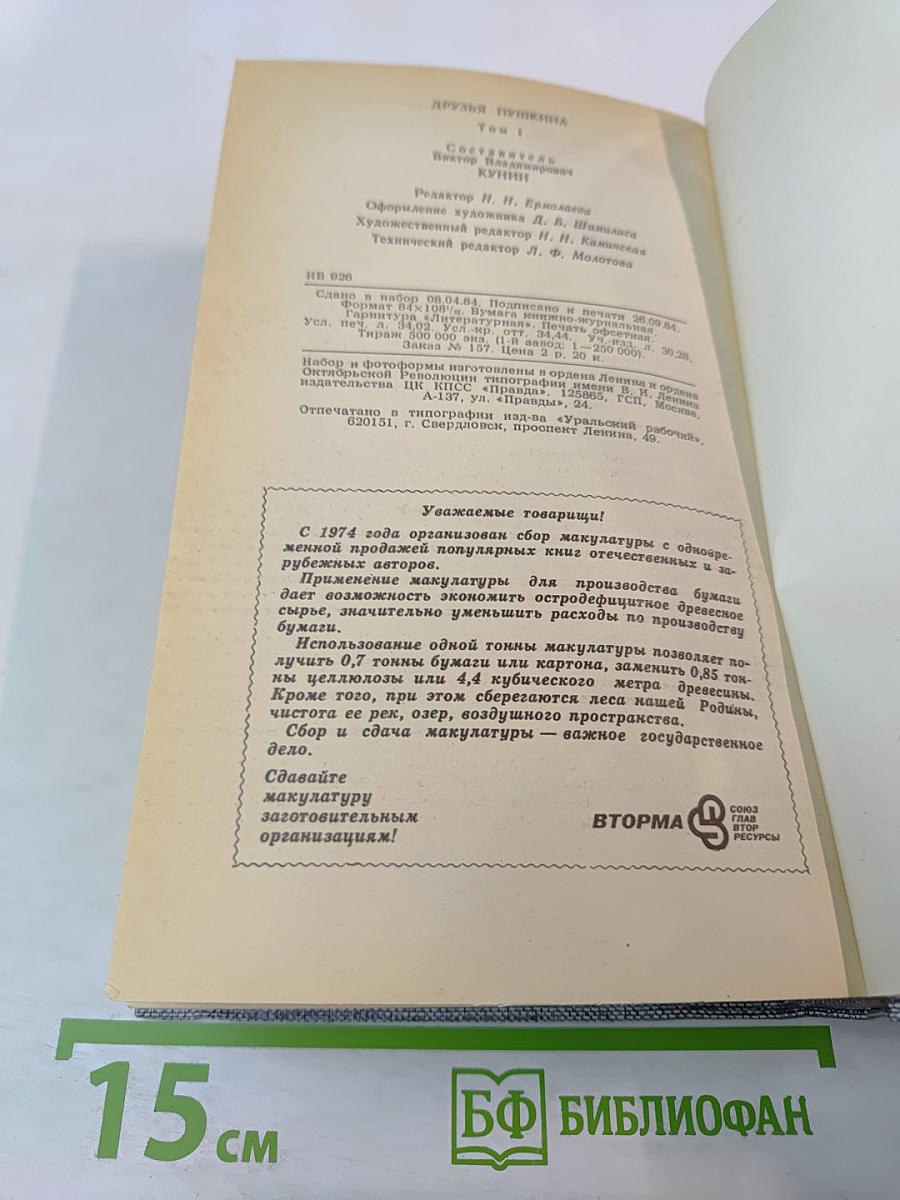 ДРУЗЬЯ ПУШКИНА
Том 1
Составитель
Виктор Владимирович
КУНИН
Редактор Н. Н. Ермолаева
Оформление художника Д. Б. Шимилиса
Художественный редактор Н. Н. Каминская
Технический редактор Л. Ф. Молотова
ИБ 926
Сдано в набор 08.04.84. Подписано к печати 26.09.84.
Формат 84×108¹/₃₂. Бумага книжно-журнальная.
Гарнитура «Литературная». Печать офсетная.
Усл. печ. л. 34,02. Усл.-кр. отт. 34,44. Уч.-изд. л. 30,28.
Тираж 500 000 экз. (1-й завод: 1—250 000).
Заказ № 157. Цена 2 р. 20 к.
Набор и фотоформы изготовлены в ордена Ленина и ордена
Октябрьской Революции типографии имени В. И. Ленина
издательства ЦК КПСС «Правда». 125865, ГСП, Москва,
А-137, ул. «Правды», 24.
Отпечатано в типографии изд-ва «Уральский рабочий»,
620151, г. Свердловск, проспект Ленина, 49.
Уважаемые товарищи!
С 1974 года организован сбор макулатуры с одновре-
менной продажей популярных книг отечественных и за-
рубежных авторов.
Применение макулатуры для производства бумаги
дает возможность экономить остродефицитное древесное
сырье, значительно уменьшить расходы по производству
бумаги.
Использование одной тонны макулатуры позволяет по-
лучить 0,7 тонны бумаги или картона, заменить 0,85 тон-
ны целлюлозы или 4,4 кубического метра древесины.
Кроме того, при этом сберегаются леса нашей Родины,
чистота ее рек, озер, воздушного пространства.
Сбор и сдача макулатуры — важное государственное
дело.
Сдавайте
макулатуру
заготовительным
организациям!
ВТОРМА
СОЮЗ
ГЛАВ
ВТОР
РЕСУРСЫ
15 см
БФ БИБЛИОФАН